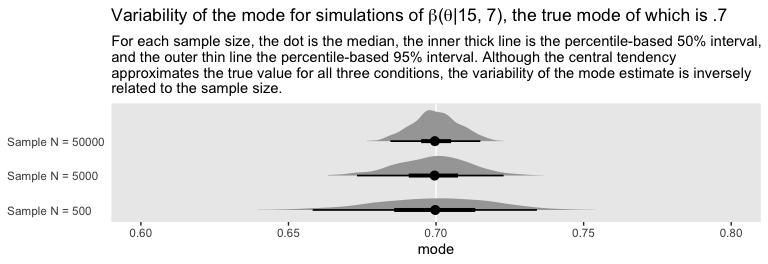 Variability of the mode for simulations of β(θ|15, 7), the true mode of which is .7
For each sample size, the dot is the median, the inner thick line is the percentile-based 50% interval,
and the outer thin line the percentile-based 95% interval. Although the central tendency
approximates the true value for all three conditions, the variability of the mode estimate is inversely
related to the sample size.
Sample N = 50000
Sample N = 5000
Sample N = 500
0.60 0.65 0.70 0.75 0.80
mode